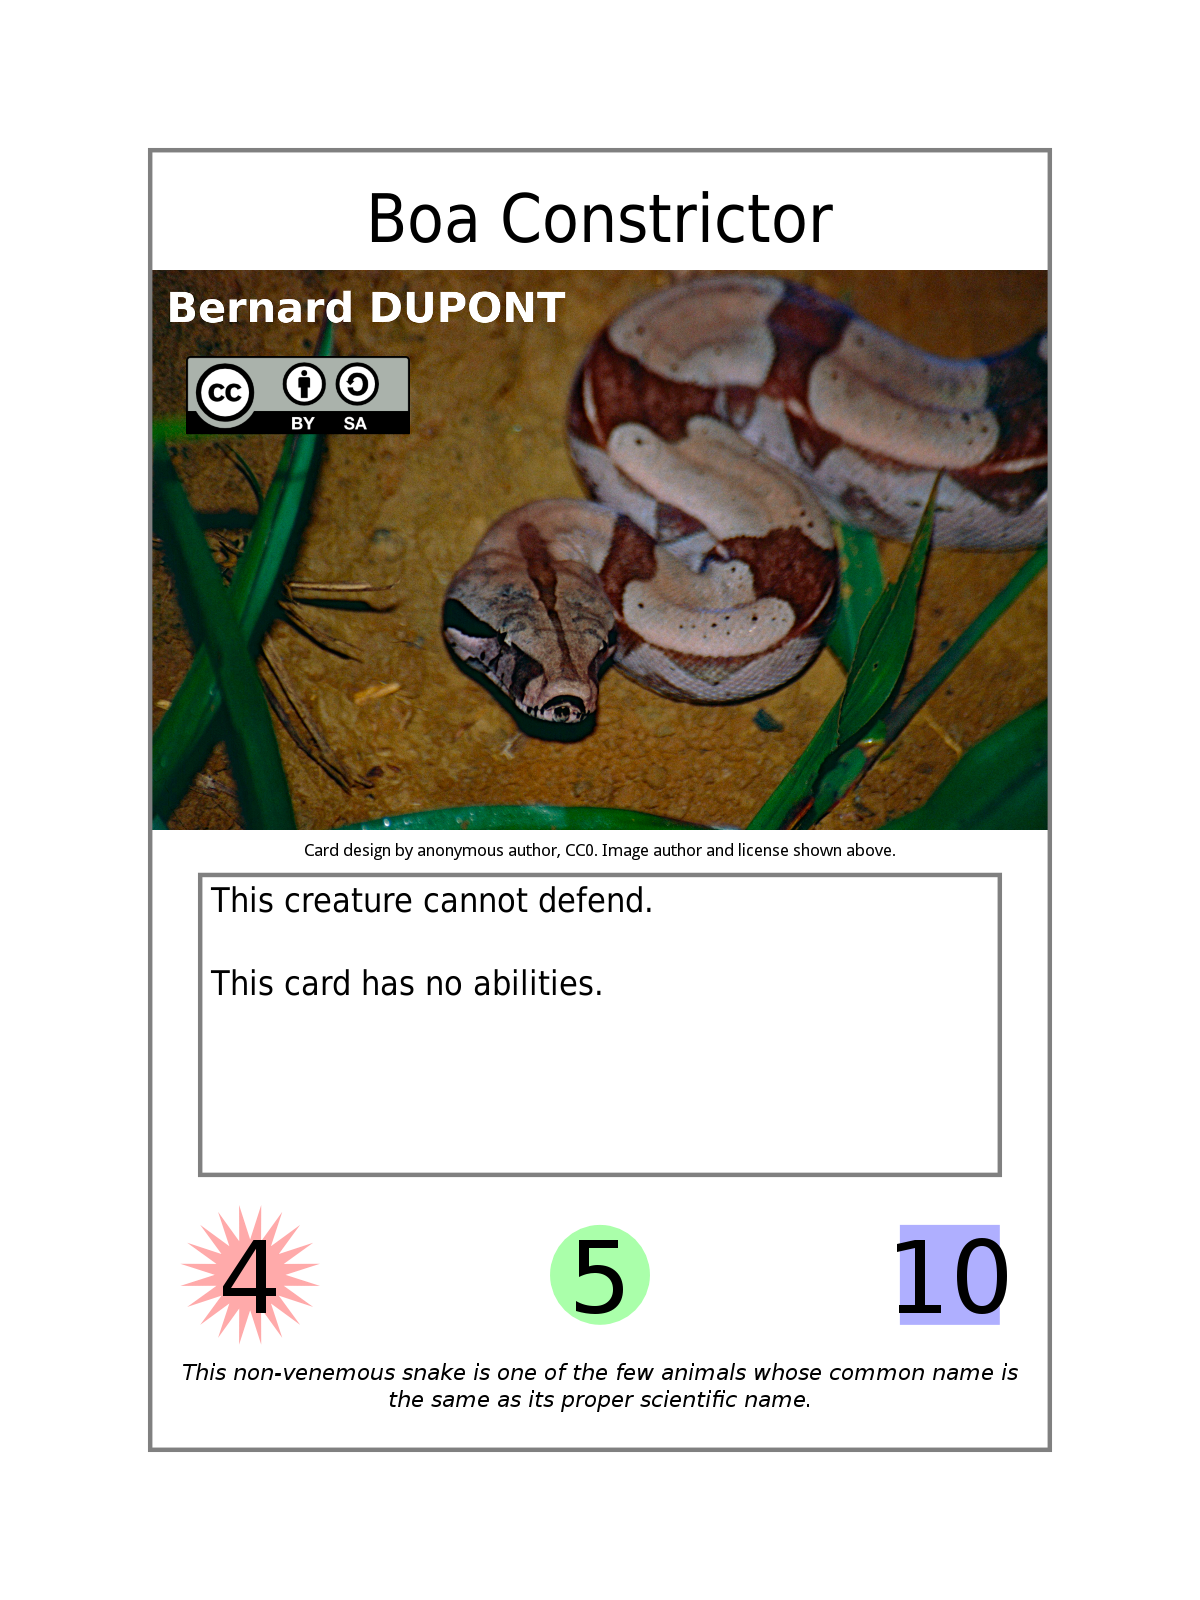 Boa Constrictor
Bernard DUPONT
CC
BY SA
Card design by anonymous author, CC0. Image author and license shown above.
This creature cannot defend.
This card has no abilities.
4 5 10
This non-venemous snake is one of the few animals whose common name is
the same as its proper scientific name.